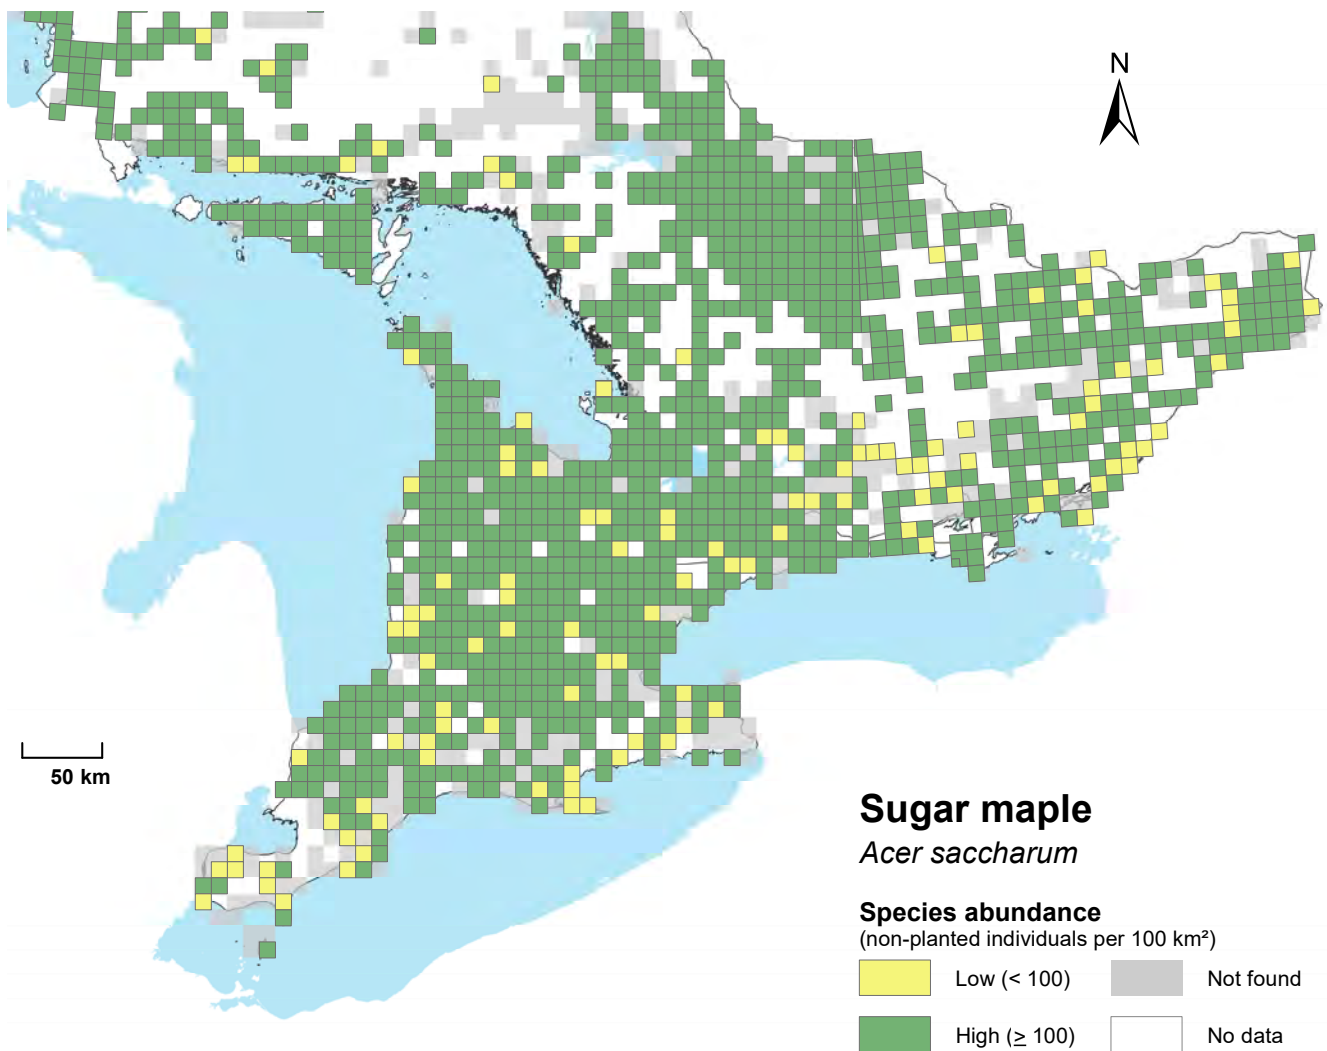 N
50 km
Sugar maple
Acer saccharum
Species abundance
(non-planted individuals per 100 km²)
Low (< 100)
Not found
High (≥ 100)
No data